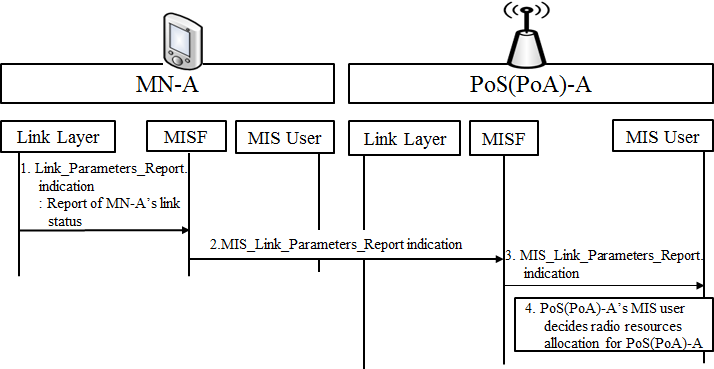 MN-A
PoS(PoA)-A
Link Layer
MISF
MIS User
Link Layer
MISF
MIS User
1. Link_Parameters_Report.
indication
: Report of MN-A's link
status
2.MIS_Link_Parameters_Report indication
3. MIS_Link_Parameters_Report.
indication
4. PoS(PoA)-A's MIS user
decides radio resources
allocation for PoS(PoA)-A